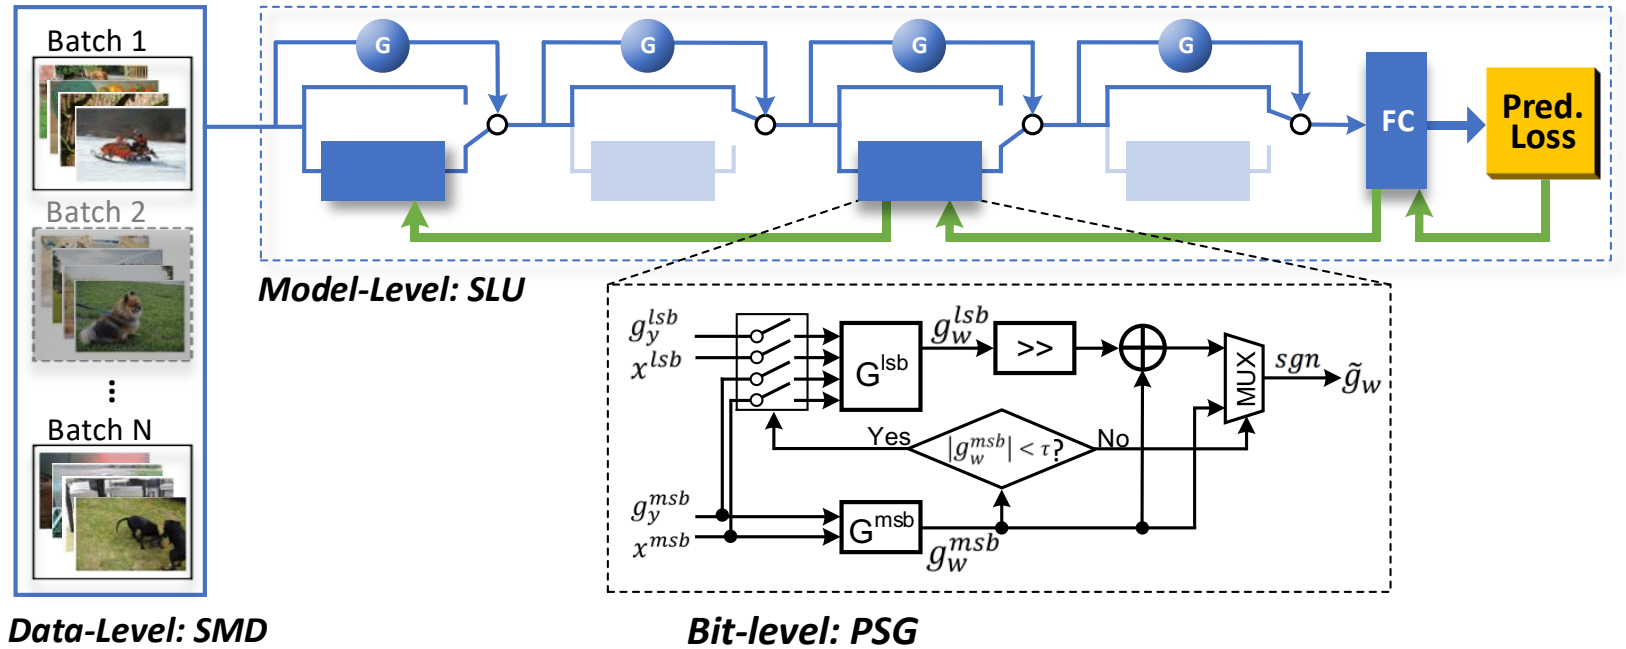 Batch 1
Batch 2
...
Batch N
Data-Level: SMD
G
G
G
G
FC
Pred.
Loss
Model-Level: SLU
g_y^{lsb}
x^{lsb}
G^{lsb}
g_w^{lsb}
>>
MUX
sgn
g̃_w
Yes
|g_w^{msb}| < τ?
No
g_y^{msb}
x^{msb}
G^{msb}
g_w^{msb}
Bit-level: PSG